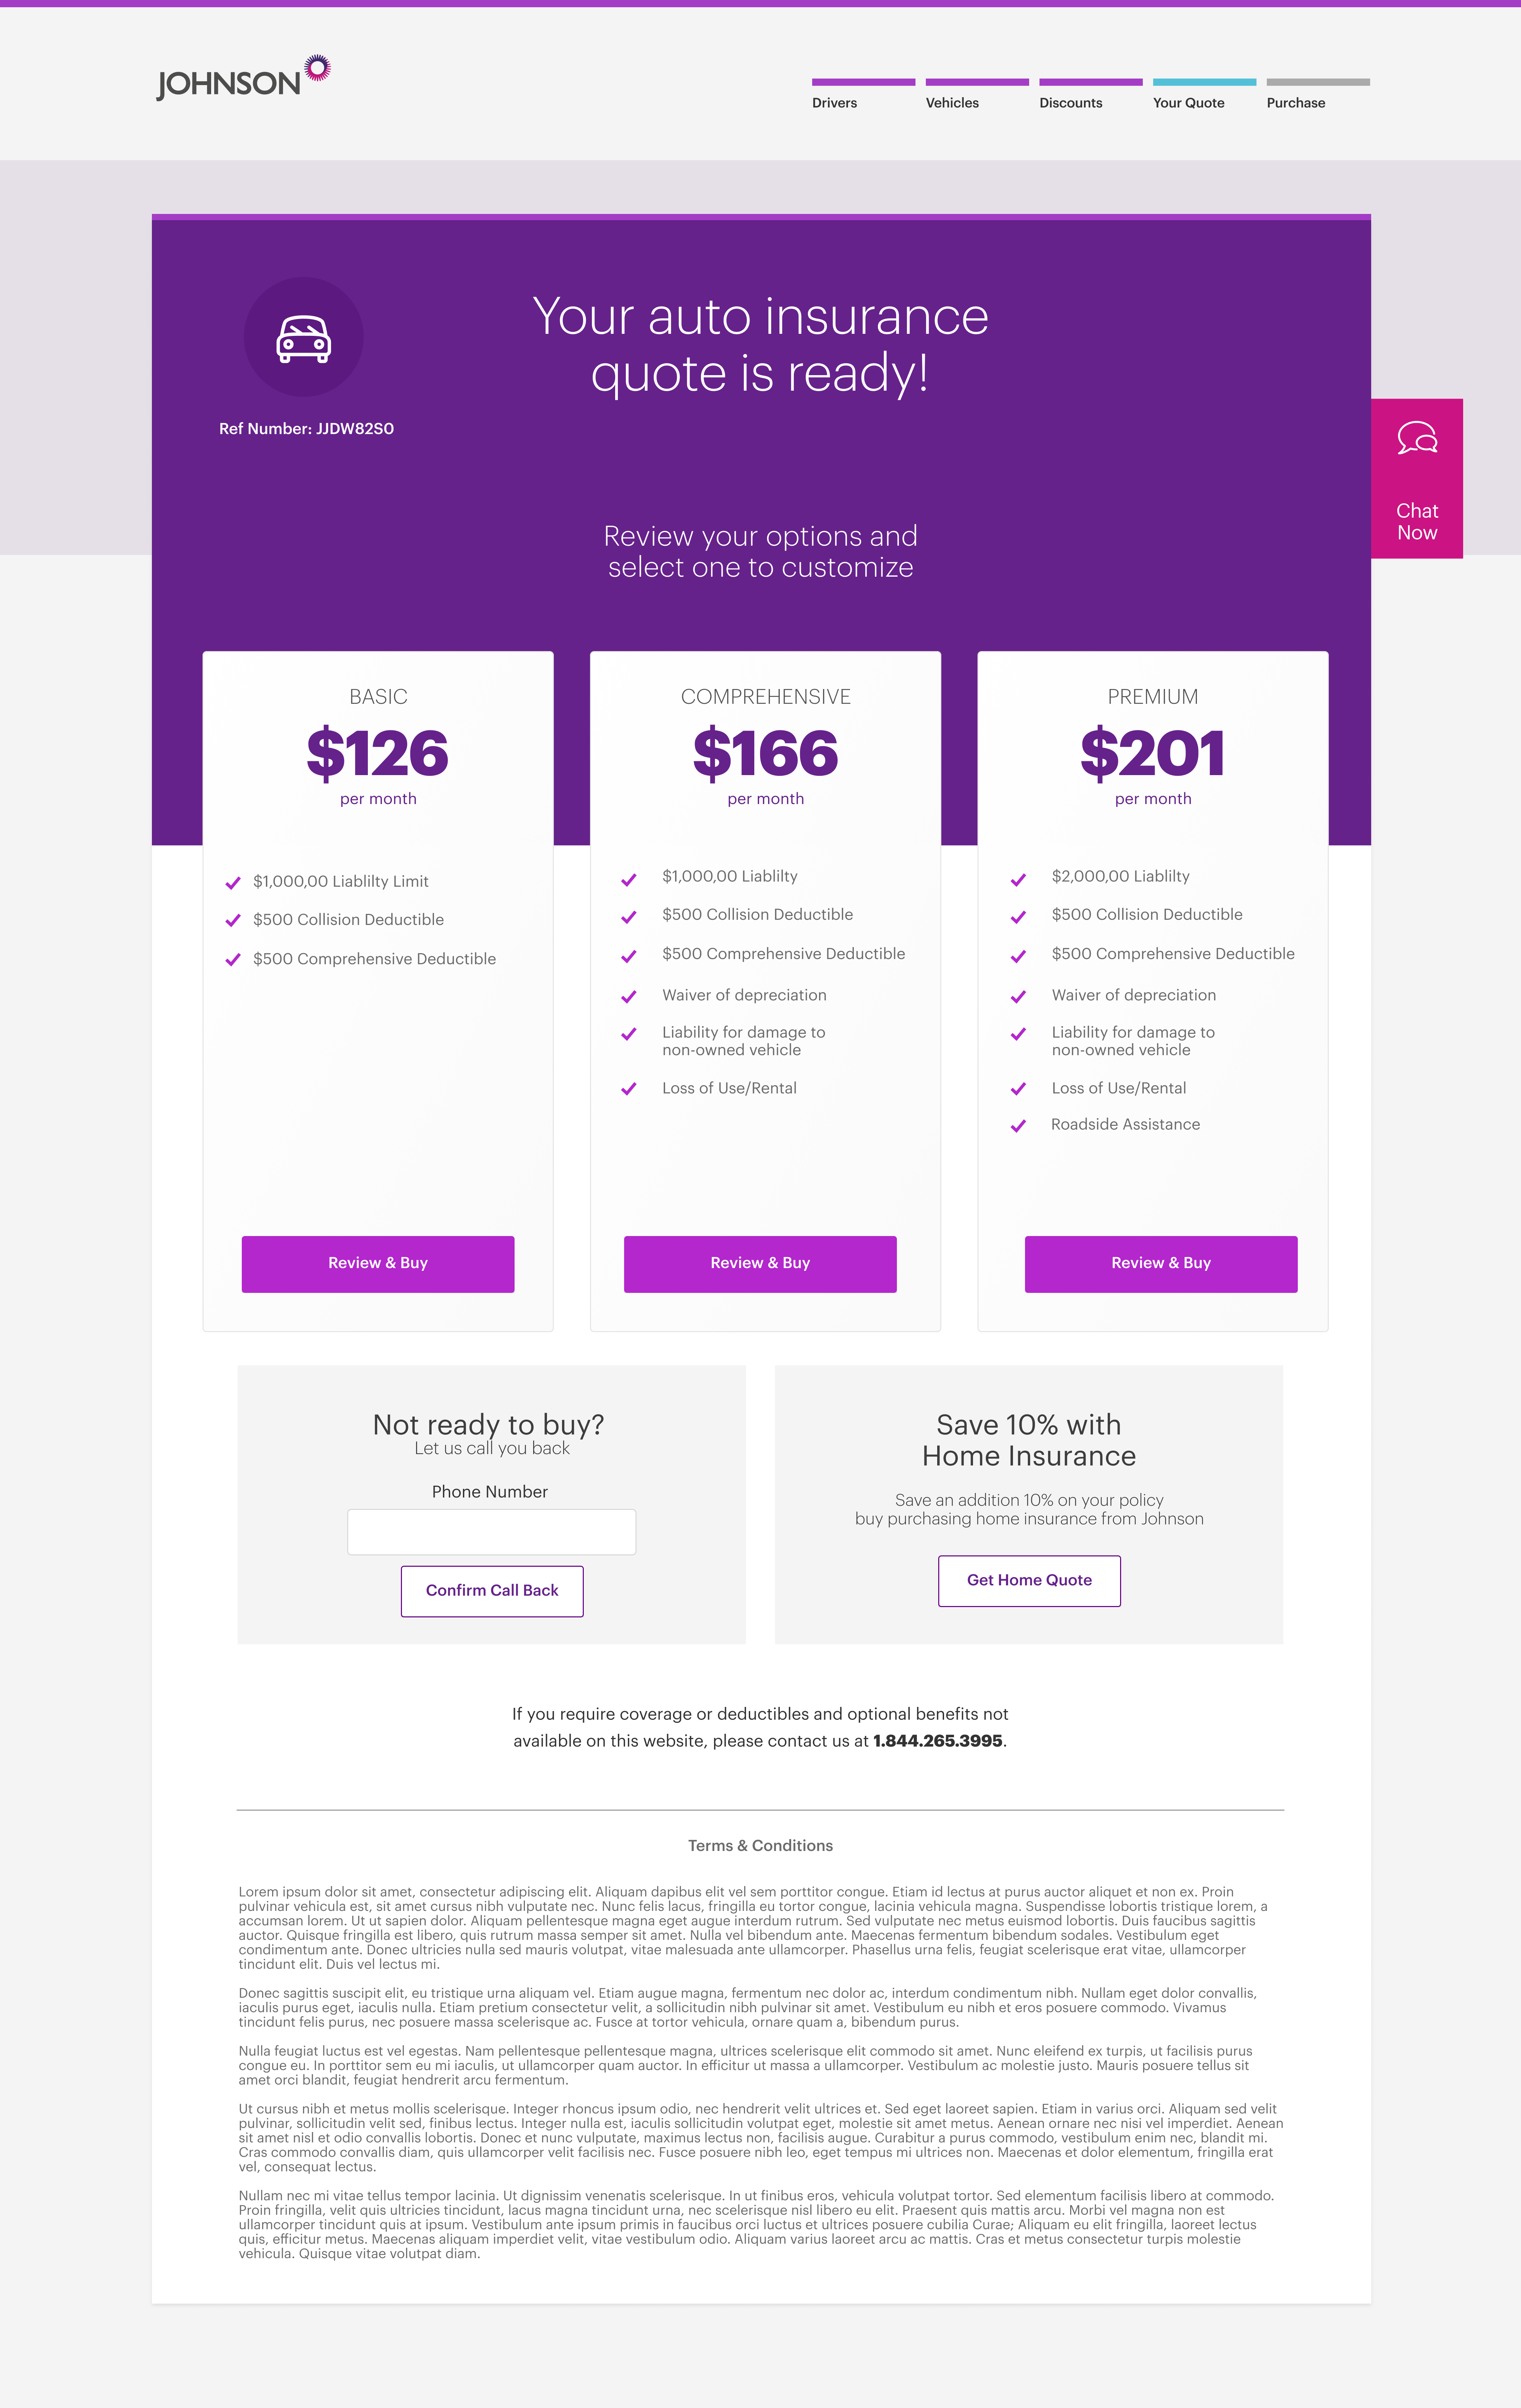 JOHNSON
Drivers
Vehicles
Discounts
Your Quote
Purchase
Your auto insurance
quote is ready!
Ref Number: JJDW82S0
Chat
Now
Review your options and
select one to customize
BASIC
$126
per month
$1,000,00 Liablilty Limit
$500 Collision Deductible
$500 Comprehensive Deductible
Review & Buy
COMPREHENSIVE
$166
per month
$1,000,00 Liablilty
$500 Collision Deductible
$500 Comprehensive Deductible
Waiver of depreciation
Liability for damage to
non-owned vehicle
Loss of Use/Rental
Review & Buy
PREMIUM
$201
per month
$2,000,00 Liablilty
$500 Collision Deductible
$500 Comprehensive Deductible
Waiver of depreciation
Liability for damage to
non-owned vehicle
Loss of Use/Rental
Roadside Assistance
Review & Buy
Not ready to buy?
Let us call you back
Phone Number
Confirm Call Back
Save 10% with
Home Insurance
Save an addition 10% on your policy
buy purchasing home insurance from Johnson
Get Home Quote
If you require coverage or deductibles and optional benefits not
available on this website, please contact us at 1.844.265.3995.
Terms & Conditions
Lorem ipsum dolor sit amet, consectetur adipiscing elit. Aliquam dapibus elit vel sem porttitor congue. Etiam id lectus at purus auctor aliquet et non ex. Proin
pulvinar vehicula est, sit amet cursus nibh vulputate nec. Nunc felis lacus, fringilla eu tortor congue, lacinia vehicula magna. Suspendisse lobortis tristique lorem, a
accumsan lorem. Ut ut sapien dolor. Aliquam pellentesque magna eget augue interdum rutrum. Sed vulputate nec metus euismod lobortis. Duis faucibus sagittis
auctor. Quisque fringilla est libero, quis rutrum massa semper sit amet. Nulla vel bibendum ante. Maecenas fermentum bibendum sodales. Vestibulum eget
condimentum ante. Donec ultricies nulla sed mauris volutpat, vitae malesuada ante ullamcorper. Phasellus urna felis, feugiat scelerisque erat vitae, ullamcorper
tincidunt elit. Duis vel lectus mi.
Donec sagittis suscipit elit, eu tristique urna aliquam vel. Etiam augue magna, fermentum nec dolor ac, interdum condimentum nibh. Nullam eget dolor convallis,
iaculis purus eget, iaculis nulla. Etiam pretium consectetur velit, a sollicitudin nibh pulvinar sit amet. Vestibulum eu nibh et eros posuere commodo. Vivamus
tincidunt felis purus, nec posuere massa scelerisque ac. Fusce at tortor vehicula, ornare quam a, bibendum purus.
Nulla feugiat luctus est vel egestas. Nam pellentesque pellentesque magna, ultrices scelerisque elit commodo sit amet. Nunc eleifend ex turpis, ut facilisis purus
congue eu. In porttitor sem eu mi iaculis, ut ullamcorper quam auctor. In efficitur ut massa a ullamcorper. Vestibulum ac molestie justo. Mauris posuere tellus sit
amet orci blandit, feugiat hendrerit arcu fermentum.
Ut cursus nibh et metus mollis scelerisque. Integer rhoncus ipsum odio, nec hendrerit velit ultrices et. Sed eget laoreet sapien. Etiam in varius orci. Aliquam sed velit
pulvinar, sollicitudin velit sed, finibus lectus. Integer nulla est, iaculis sollicitudin volutpat eget, molestie sit amet metus. Aenean ornare nec nisi vel imperdiet. Aenean
sit amet nisl et odio convallis lobortis. Donec et nunc vulputate, maximus lectus non, facilisis augue. Curabitur a purus commodo, vestibulum enim nec, blandit mi.
Cras commodo convallis diam, quis ullamcorper velit facilisis nec. Fusce posuere nibh leo, eget tempus mi ultrices non. Maecenas et dolor elementum, fringilla erat
vel, consequat lectus.
Nullam nec mi vitae tellus tempor lacinia. Ut dignissim venenatis scelerisque. In ut finibus eros, vehicula volutpat tortor. Sed elementum facilisis libero at commodo.
Proin fringilla, velit quis ultricies tincidunt, lacus magna tincidunt urna, nec scelerisque nisl libero eu elit. Praesent quis mattis arcu. Morbi vel magna non est
ullamcorper tincidunt quis at ipsum. Vestibulum ante ipsum primis in faucibus orci luctus et ultrices posuere cubilia Curae; Aliquam eu elit fringilla, laoreet lectus
quis, efficitur metus. Maecenas aliquam imperdiet velit, vitae vestibulum odio. Aliquam varius laoreet arcu ac mattis. Cras et metus consectetur turpis molestie
vehicula. Quisque vitae volutpat diam.